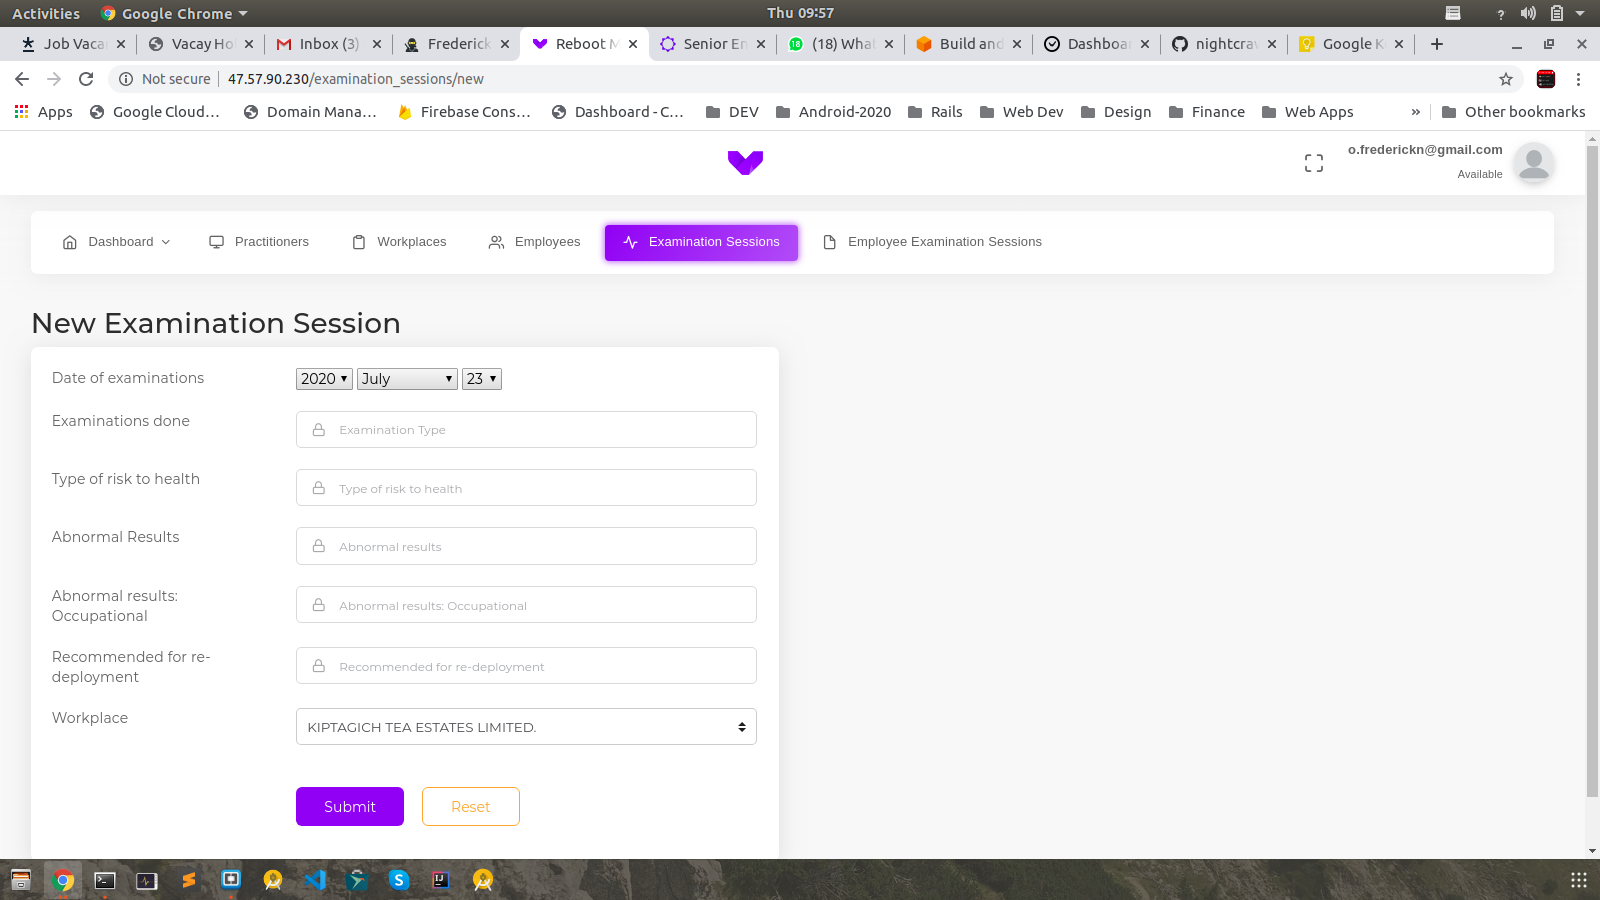 Activities Google Chrome Thu 09:57 ?
Job Vaca Vacay Ho Inbox (3) Frederick Reboot M Senior En (18) What Build and Dashboar nightcra Google K
Not secure 47.57.90.230/examination_sessions/new
Apps Google Cloud... Domain Mana... Firebase Cons... Dashboard - C... DEV Android-2020 Rails Web Dev Design Finance Web Apps » Other bookmarks
o.frederickn@gmail.com
Available
Dashboard Practitioners Workplaces Employees Examination Sessions Employee Examination Sessions
New Examination Session
Date of examinations 2020 July 23
Examinations done Examination Type
Type of risk to health Type of risk to health
Abnormal Results Abnormal results
Abnormal results: Occupational Abnormal results: Occupational
Recommended for re-deployment Recommended for re-deployment
Workplace KIPTAGICH TEA ESTATES LIMITED.
Submit Reset